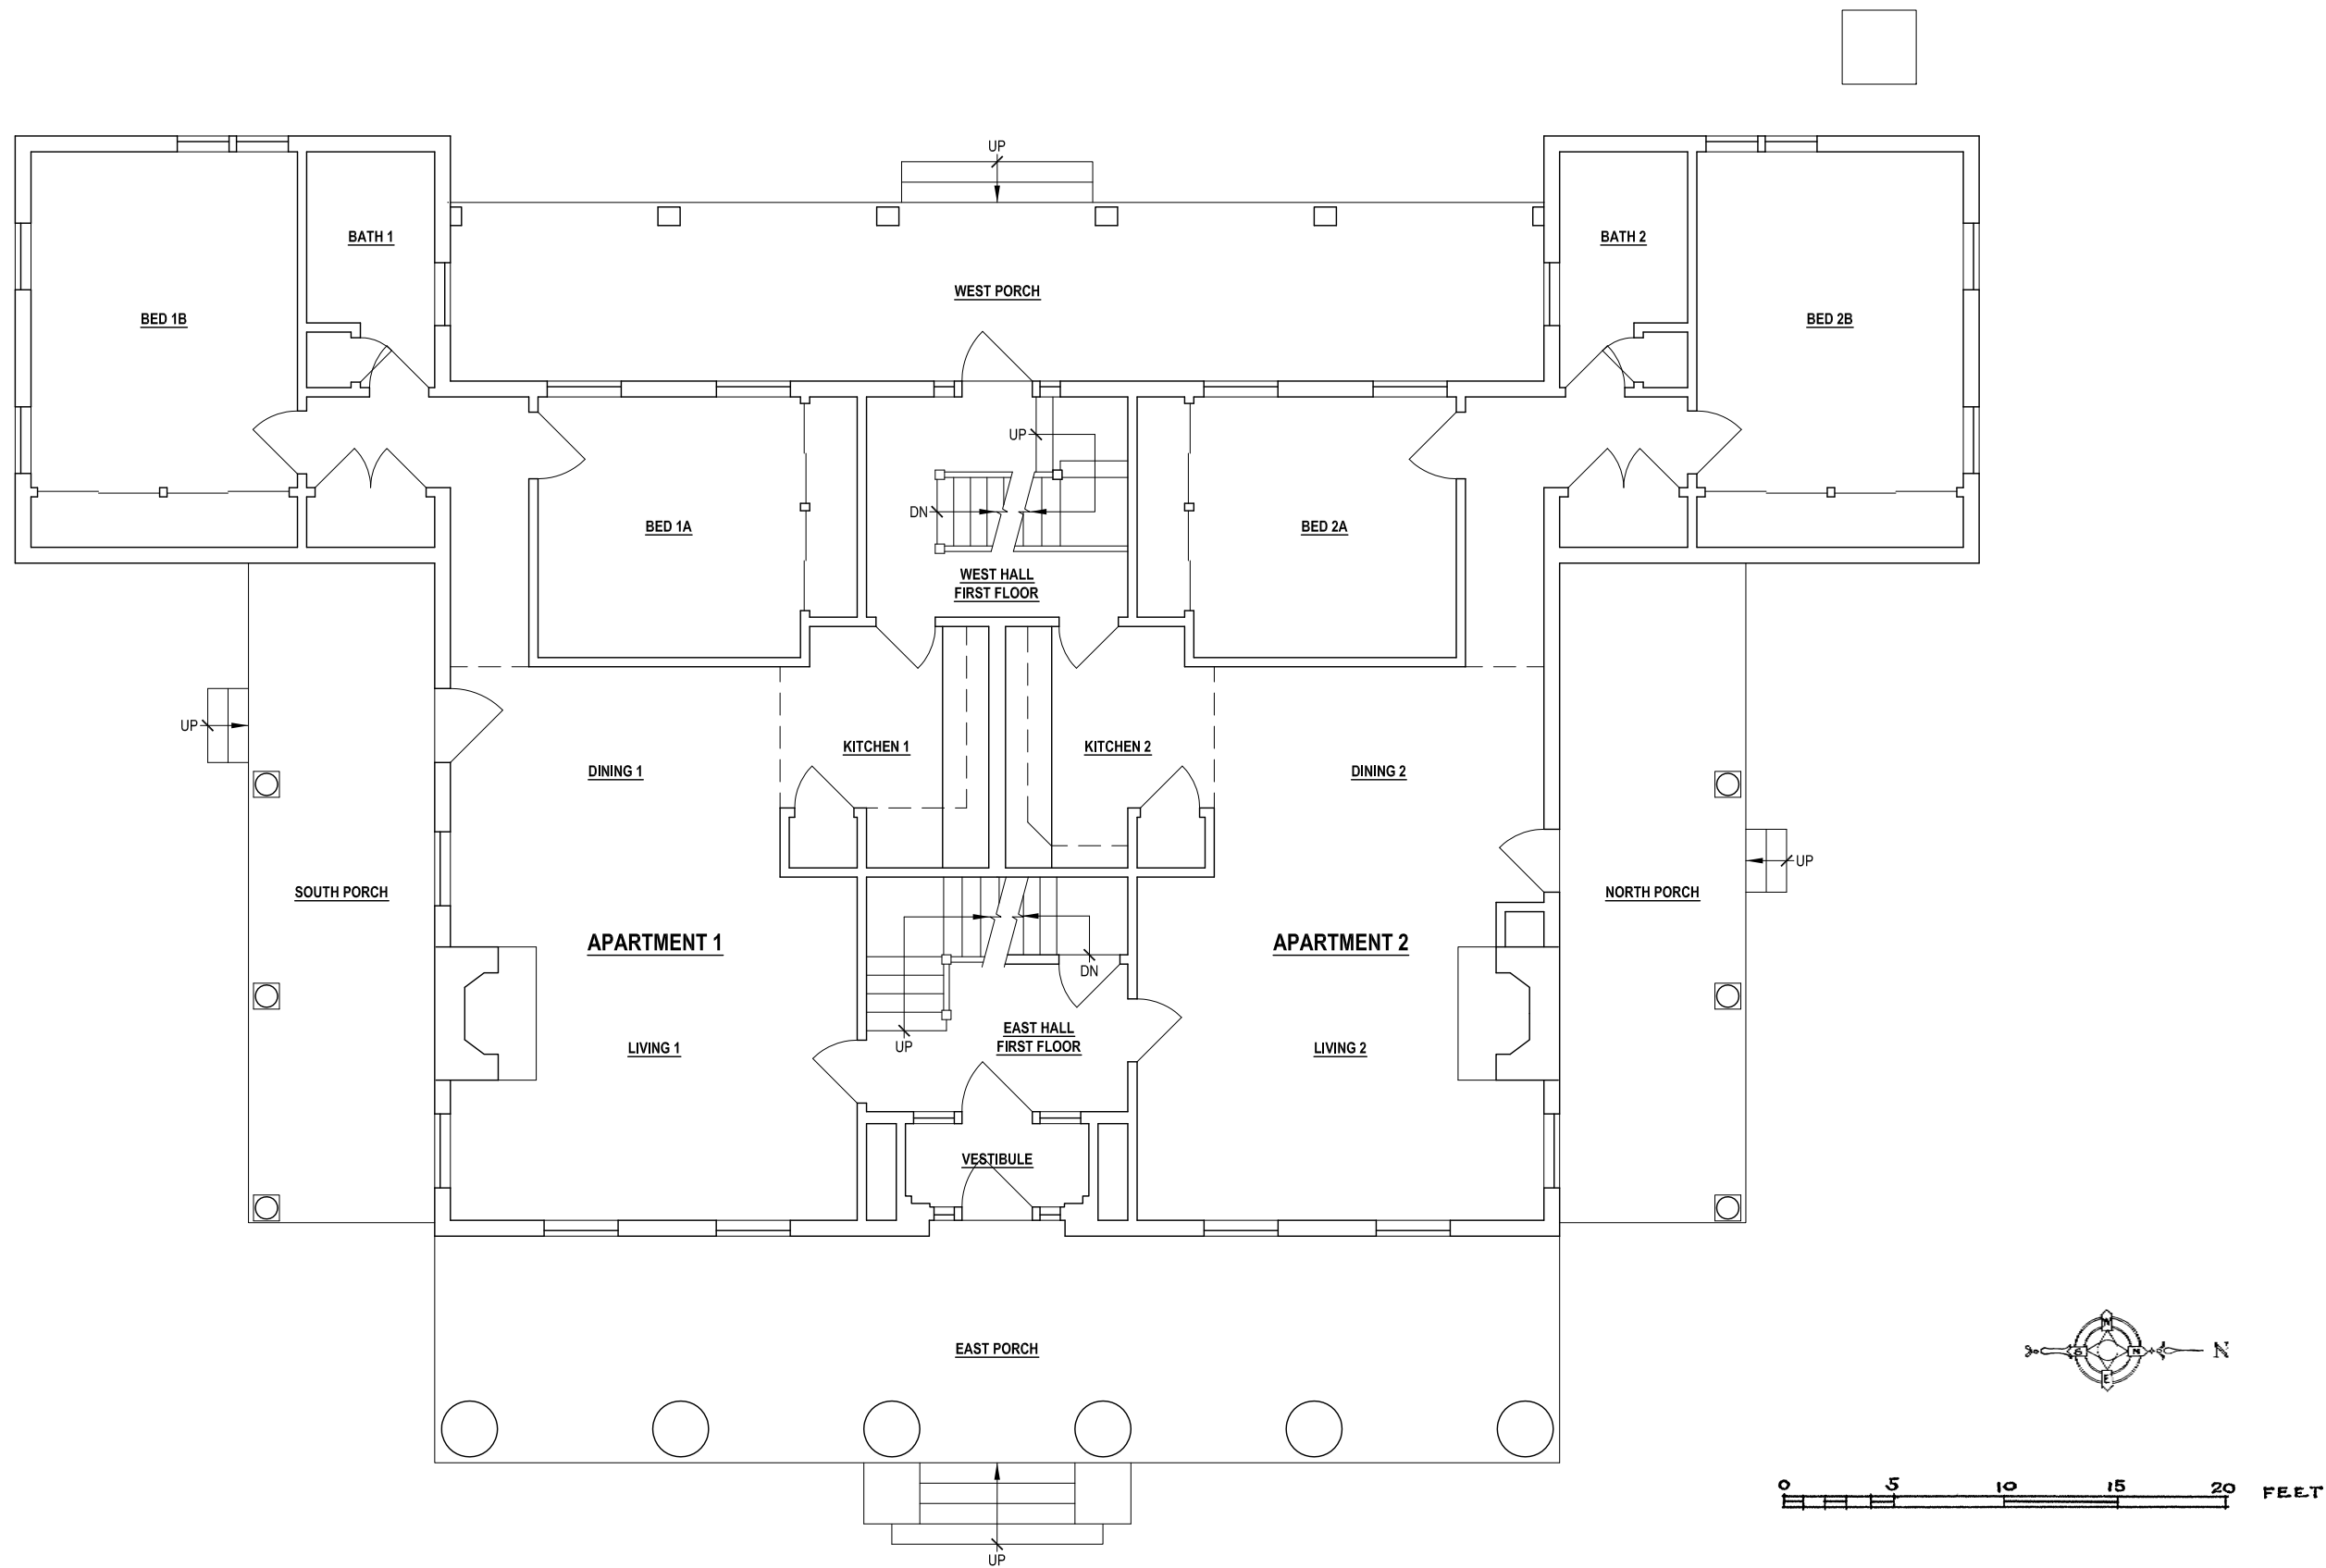 UP
BATH 1
BATH 2
WEST PORCH
BED 1B
BED 2B
UP
DN
BED 1A
BED 2A
WEST HALL
FIRST FLOOR
UP
KITCHEN 1
KITCHEN 2
DINING 1
DINING 2
UP
SOUTH PORCH
NORTH PORCH
APARTMENT 1
APARTMENT 2
DN
EAST HALL
FIRST FLOOR
UP
LIVING 1
LIVING 2
VESTIBULE
EAST PORCH
S
N
E
N
0 5 10 15 20 FEET
UP